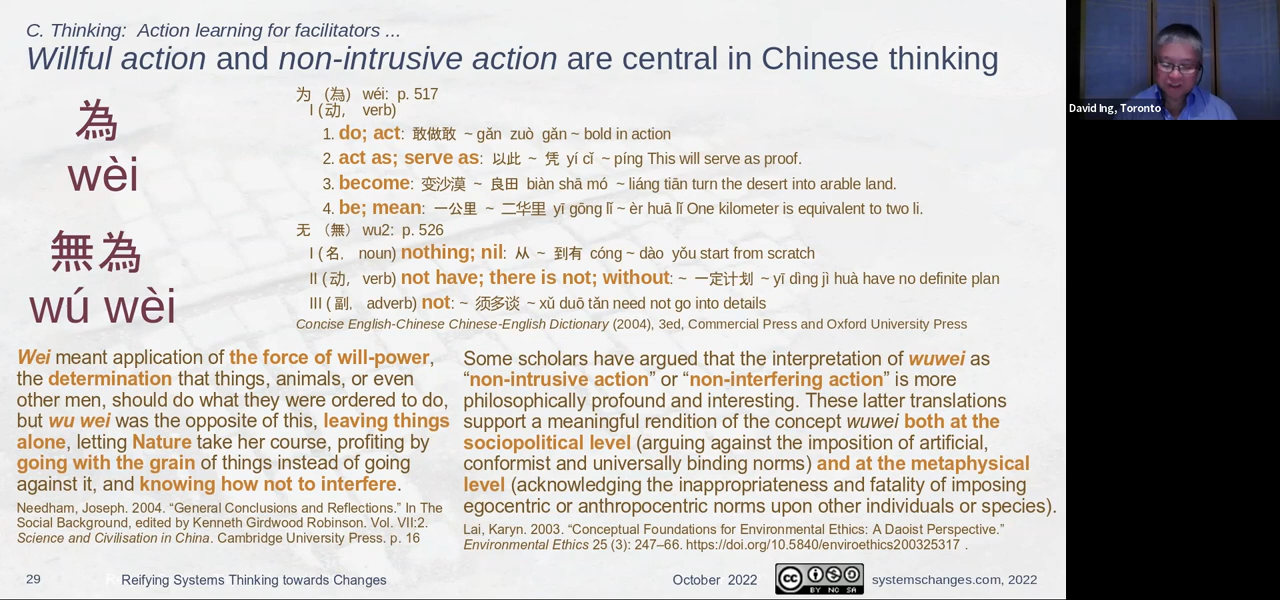 C. Thinking: Action learning for facilitators ...
Willful action and non-intrusive action are central in Chinese thinking
為
wèi
無為
wú wèi
为 (為) wéi: p. 517
I (动, verb)
1. do; act: 敢做敢 ~ gǎn zuò gǎn ~ bold in action
2. act as; serve as: 以此 ~ 凭 yí cǐ ~ píng This will serve as proof.
3. become: 变沙漠 ~ 良田 biàn shā mó ~ liáng tiān turn the desert into arable land.
4. be; mean: 一公里 ~ 二华里 yī gōng lǐ ~ èr huā lǐ One kilometer is equivalent to two li.
无 (無) wu2: p. 526
I (名, noun) nothing; nil: 从 ~ 到有 cóng ~ dào yǒu start from scratch
II (动, verb) not have; there is not; without: ~ 一定计划 ~ yī dìng jì huà have no definite plan
III (副, adverb) not: ~ 须多谈 ~ xǔ duō tǎn need not go into details
Concise English-Chinese Chinese-English Dictionary (2004), 3ed, Commercial Press and Oxford University Press
Wei meant application of the force of will-power,
the determination that things, animals, or even
other men, should do what they were ordered to do,
but wu wei was the opposite of this, leaving things
alone, letting Nature take her course, profiting by
going with the grain of things instead of going
against it, and knowing how not to interfere.
Needham, Joseph. 2004. “General Conclusions and Reflections.” In The
Social Background, edited by Kenneth Girdwood Robinson. Vol. VII:2.
Science and Civilisation in China. Cambridge University Press. p. 16
Some scholars have argued that the interpretation of wuwei as
“non-intrusive action” or “non-interfering action” is more
philosophically profound and interesting. These latter translations
support a meaningful rendition of the concept wuwei both at the
sociopolitical level (arguing against the imposition of artificial,
conformist and universally binding norms) and at the metaphysical
level (acknowledging the inappropriateness and fatality of imposing
egocentric or anthropocentric norms upon other individuals or species).
Lai, Karyn. 2003. “Conceptual Foundations for Environmental Ethics: A Daoist Perspective.”
Environmental Ethics 25 (3): 247–66. https://doi.org/10.5840/enviroethics200325317 .
29
Reifying Systems Thinking towards Changes
October 2022
cc BY NC SA
systemschanges.com, 2022
David Ing, Toronto